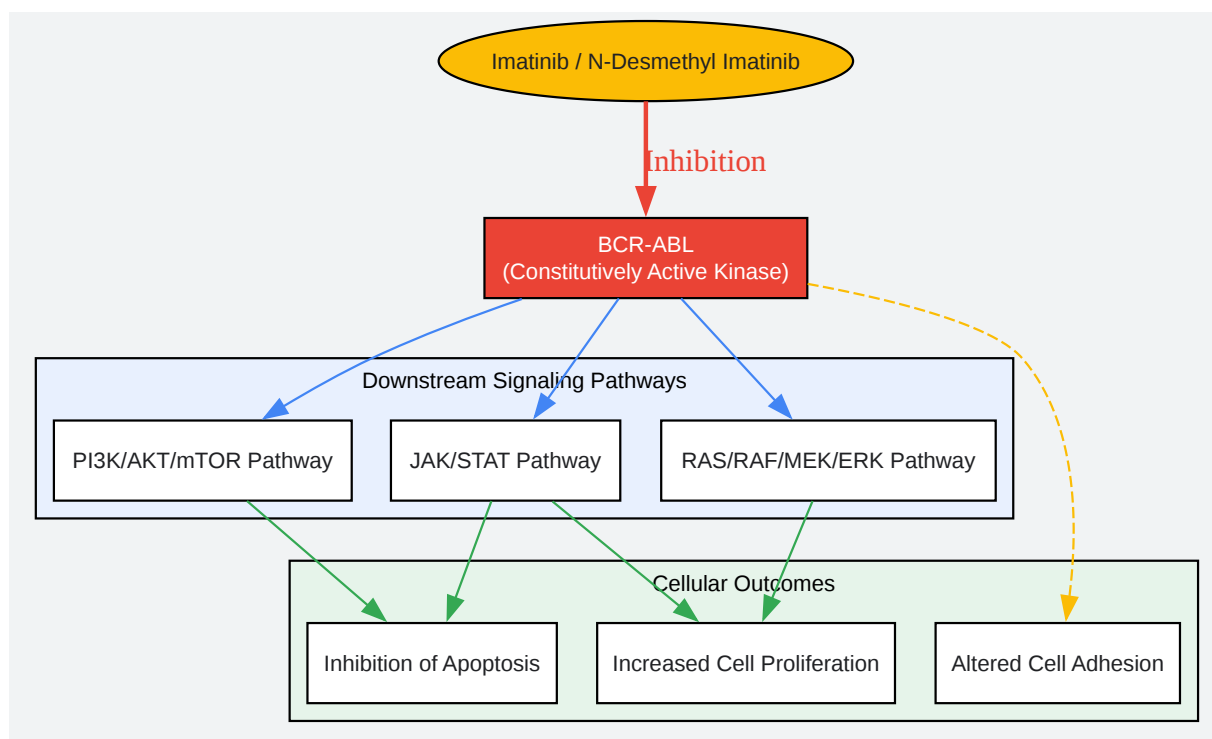 Imatinib / N-Desmethyl Imatinib
Inhibition
BCR-ABL
(Constitutively Active Kinase)
Downstream Signaling Pathways
PI3K/AKT/mTOR Pathway
JAK/STAT Pathway
RAS/RAF/MEK/ERK Pathway
Cellular Outcomes
Inhibition of Apoptosis
Increased Cell Proliferation
Altered Cell Adhesion